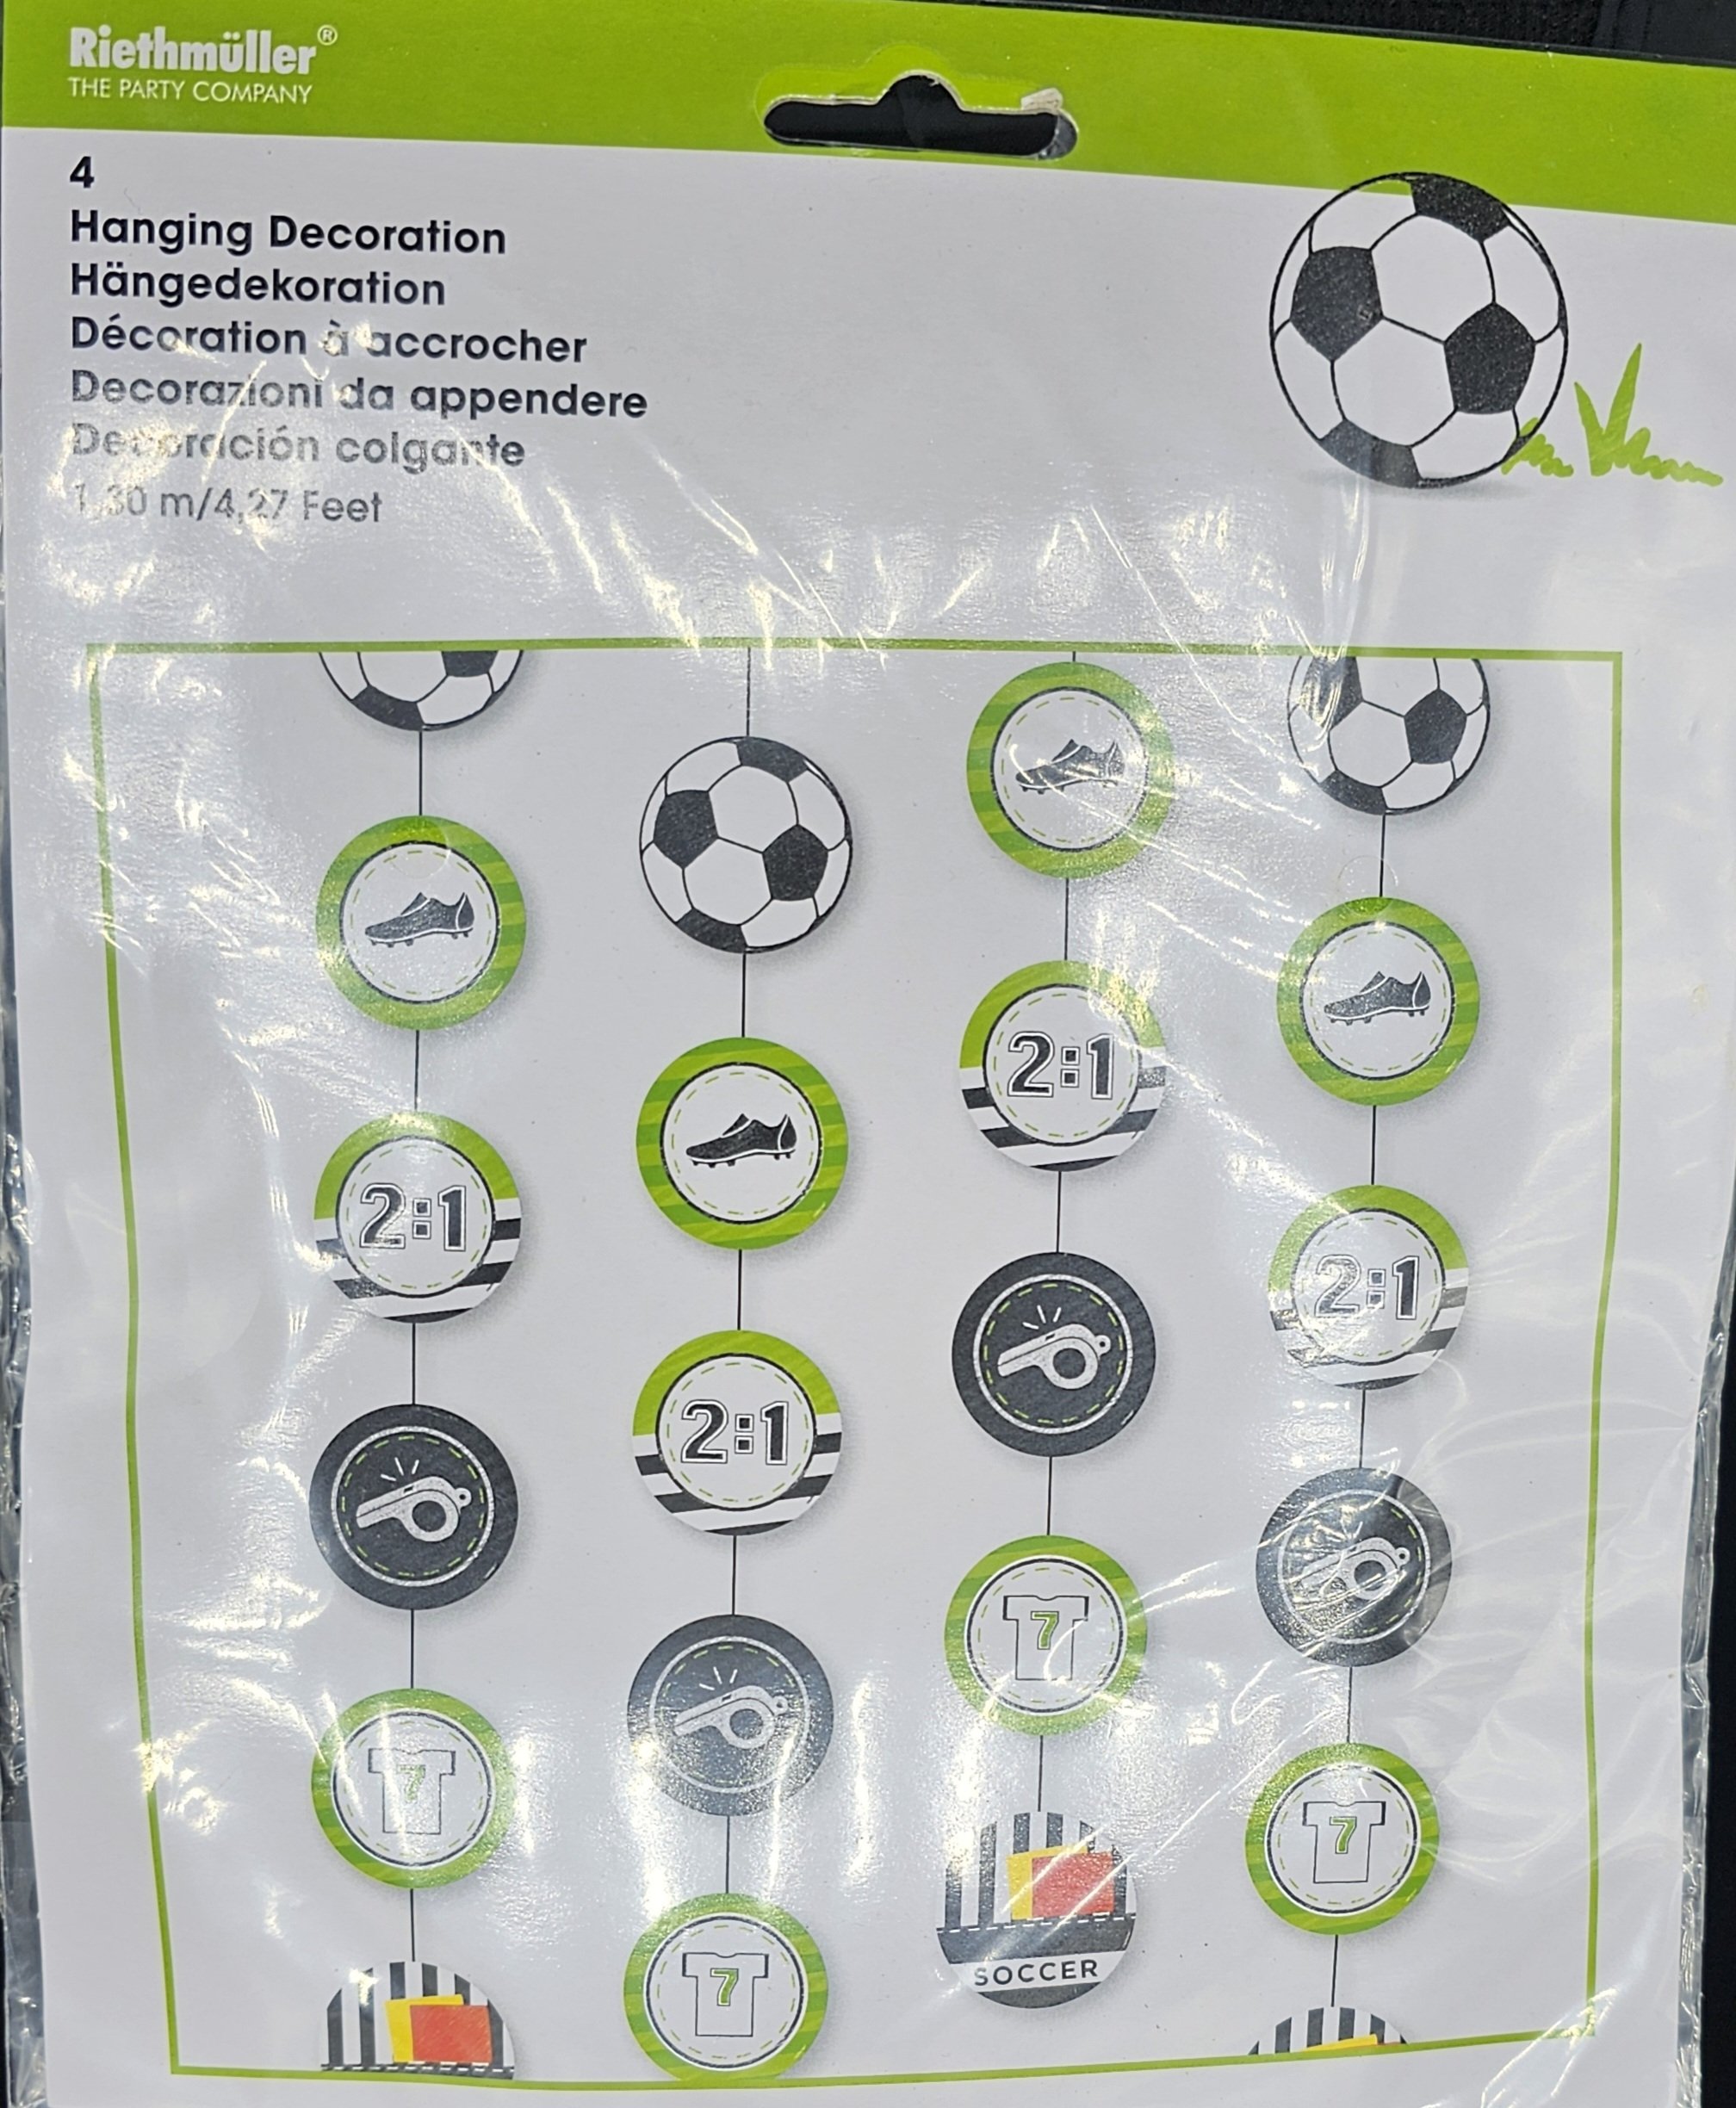 Riethmüller®
THE PARTY COMPANY
4
Hanging Decoration
Hängedekoration
Décoration à accrocher
Decorazioni da appendere
Decoración colgante
1,30 m/4,27 Feet
2:1
2:1
2:1
2:1
7
7
7
7
SOCCER